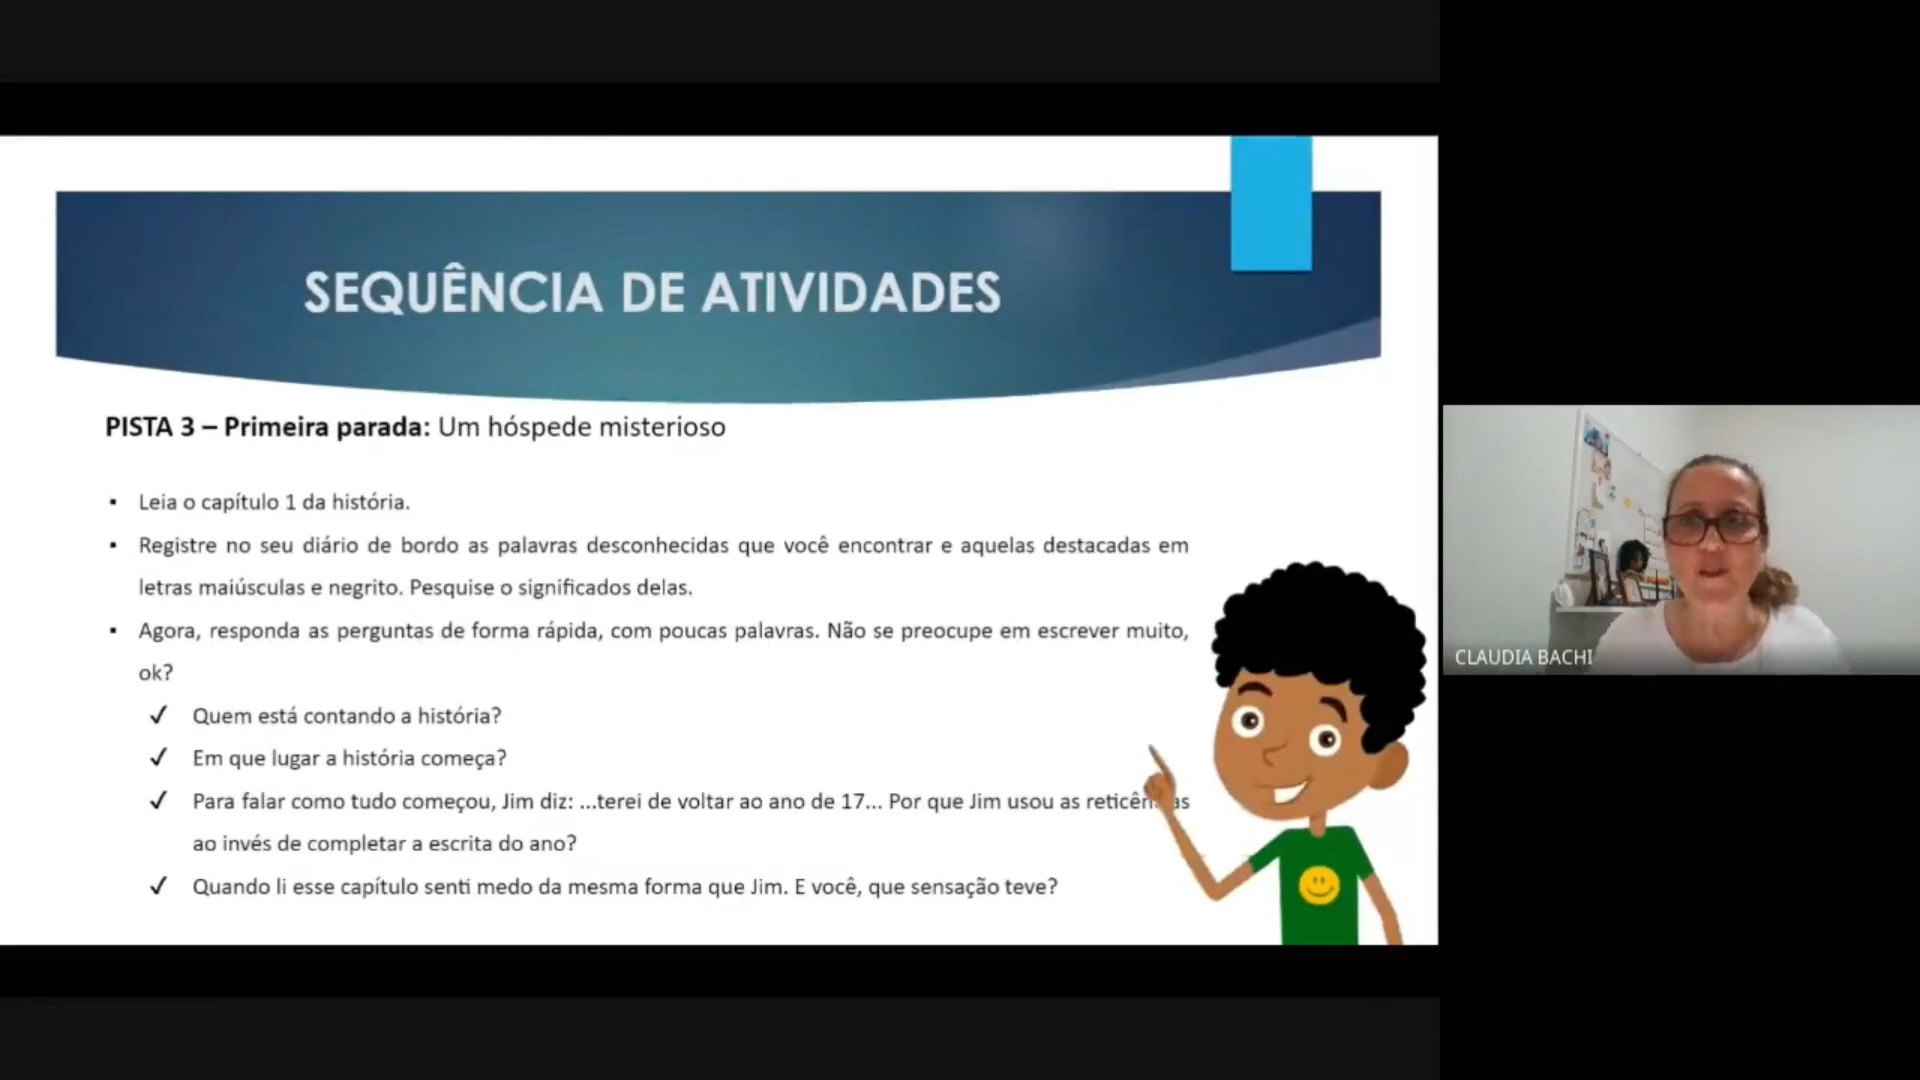 SEQUÊNCIA DE ATIVIDADES
PISTA 3 – Primeira parada: Um hóspede misterioso
▪ Leia o capítulo 1 da história.
▪ Registre no seu diário de bordo as palavras desconhecidas que você encontrar e aquelas destacadas em
letras maiúsculas e negrito. Pesquise o significados delas.
▪ Agora, responda as perguntas de forma rápida, com poucas palavras. Não se preocupe em escrever muito,
ok?
✓ Quem está contando a história?
✓ Em que lugar a história começa?
✓ Para falar como tudo começou, Jim diz: ...terei de voltar ao ano de 17... Por que Jim usou as reticências
ao invés de completar a escrita do ano?
✓ Quando li esse capítulo senti medo da mesma forma que Jim. E você, que sensação teve?
CLAUDIA BACHI